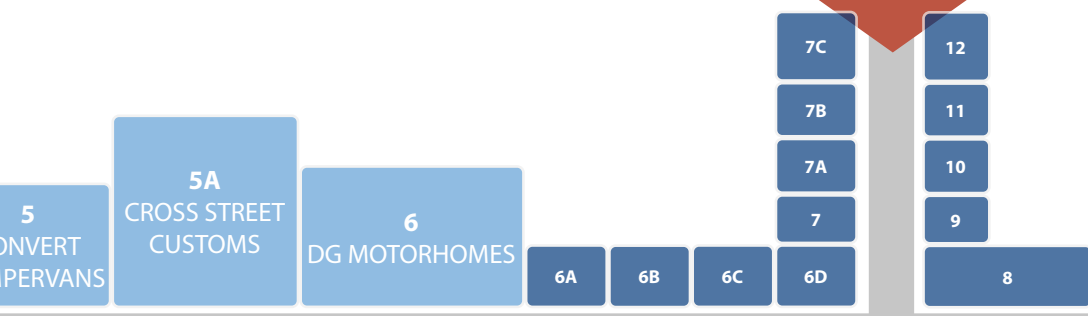 7C
12
7B
11
5A
CROSS STREET
CUSTOMS
7A
10
5
6
DG MOTORHOMES
7
9
6A
6B
6C
6D
8